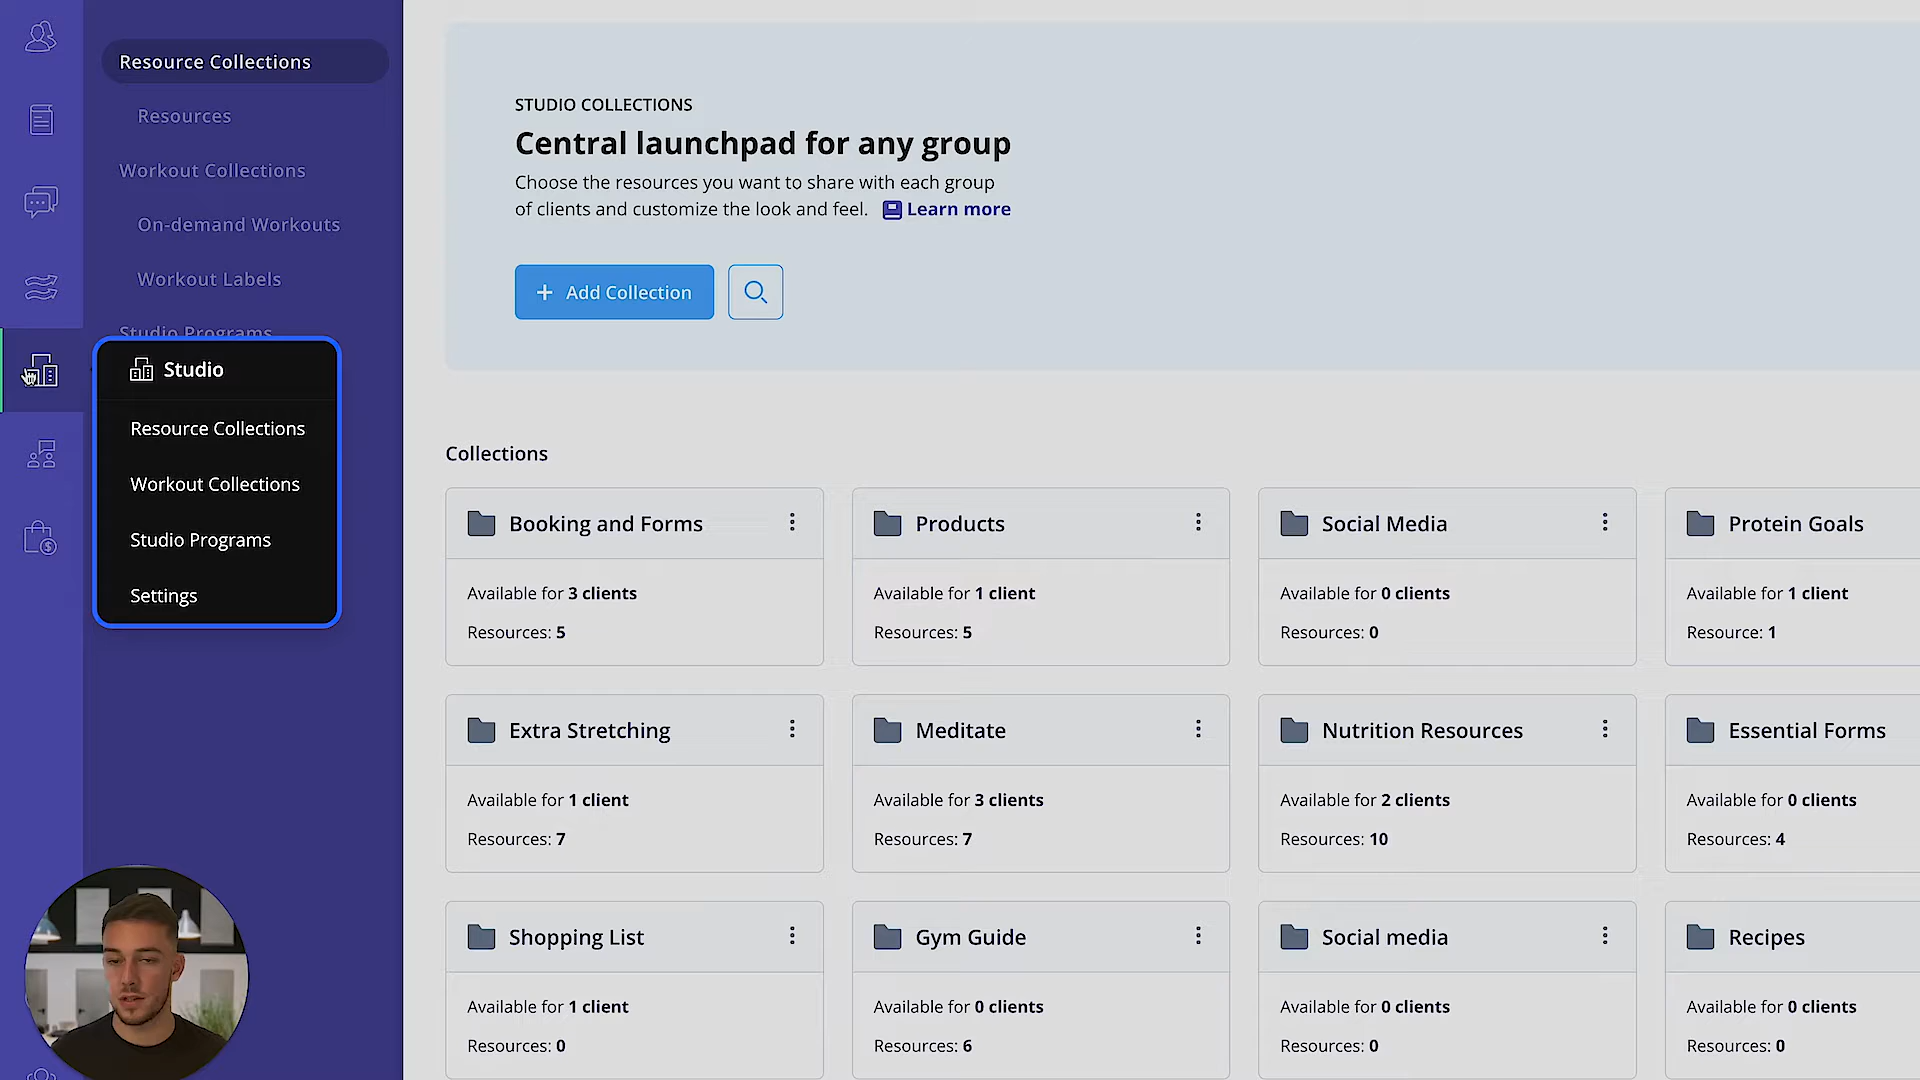 Resource Collections
Resources
Workout Collections
On-demand Workouts
Workout Labels
Studio Programs
Studio
Resource Collections
Workout Collections
Studio Programs
Settings
STUDIO COLLECTIONS
Central launchpad for any group
Choose the resources you want to share with each group
of clients and customize the look and feel. Learn more
+ Add Collection
Collections
Booking and Forms
Available for 3 clients
Resources: 5
Products
Available for 1 client
Resources: 5
Social Media
Available for 0 clients
Resources: 0
Protein Goals
Available for 1 client
Resource: 1
Extra Stretching
Available for 1 client
Resources: 7
Meditate
Available for 3 clients
Resources: 7
Nutrition Resources
Available for 2 clients
Resources: 10
Essential Forms
Available for 0 clients
Resources: 4
Shopping List
Available for 1 client
Resources: 0
Gym Guide
Available for 0 clients
Resources: 6
Social media
Available for 0 clients
Resources: 0
Recipes
Available for 0 clients
Resources: 0